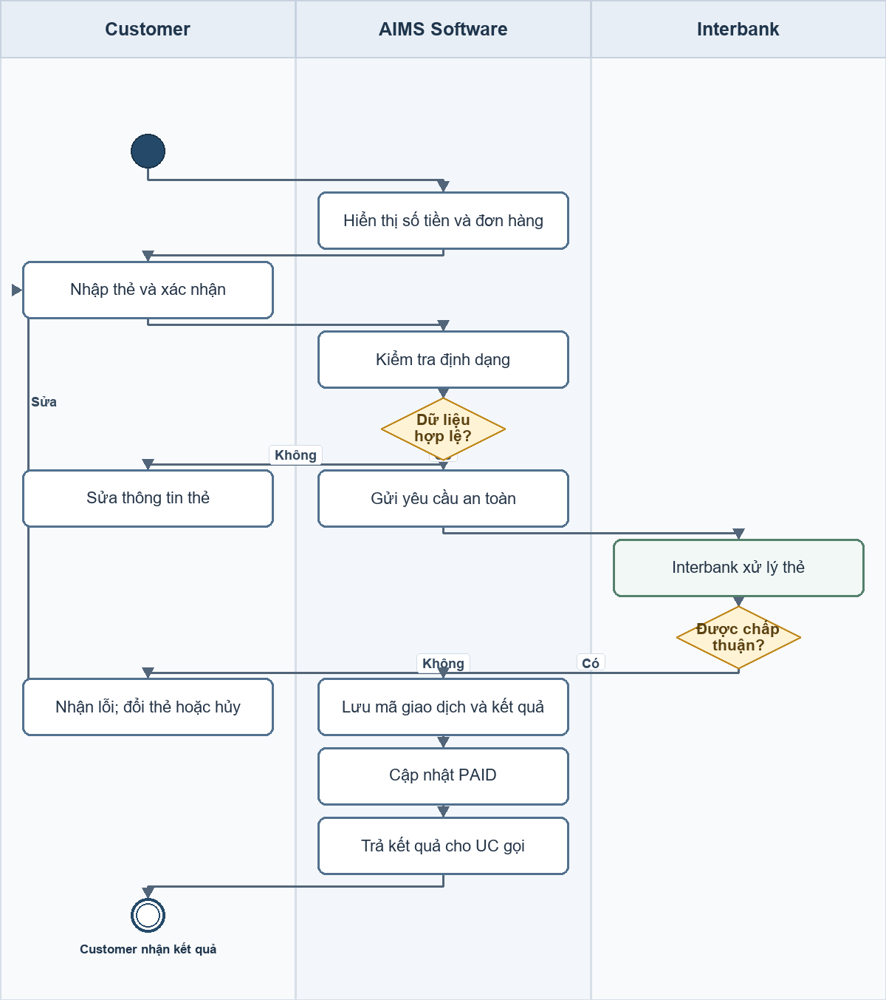 Customer
AIMS Software
Interbank
Hiển thị số tiền và đơn hàng
Nhập thẻ và xác nhận
Kiểm tra định dạng
Sửa
Dữ liệu
hợp lệ?
Không
Sửa thông tin thẻ
Gửi yêu cầu an toàn
Interbank xử lý thẻ
Được chấp
thuận?
Không
Có
Nhận lỗi; đổi thẻ hoặc hủy
Lưu mã giao dịch và kết quả
Cập nhật PAID
Trả kết quả cho UC gọi
Customer nhận kết quả